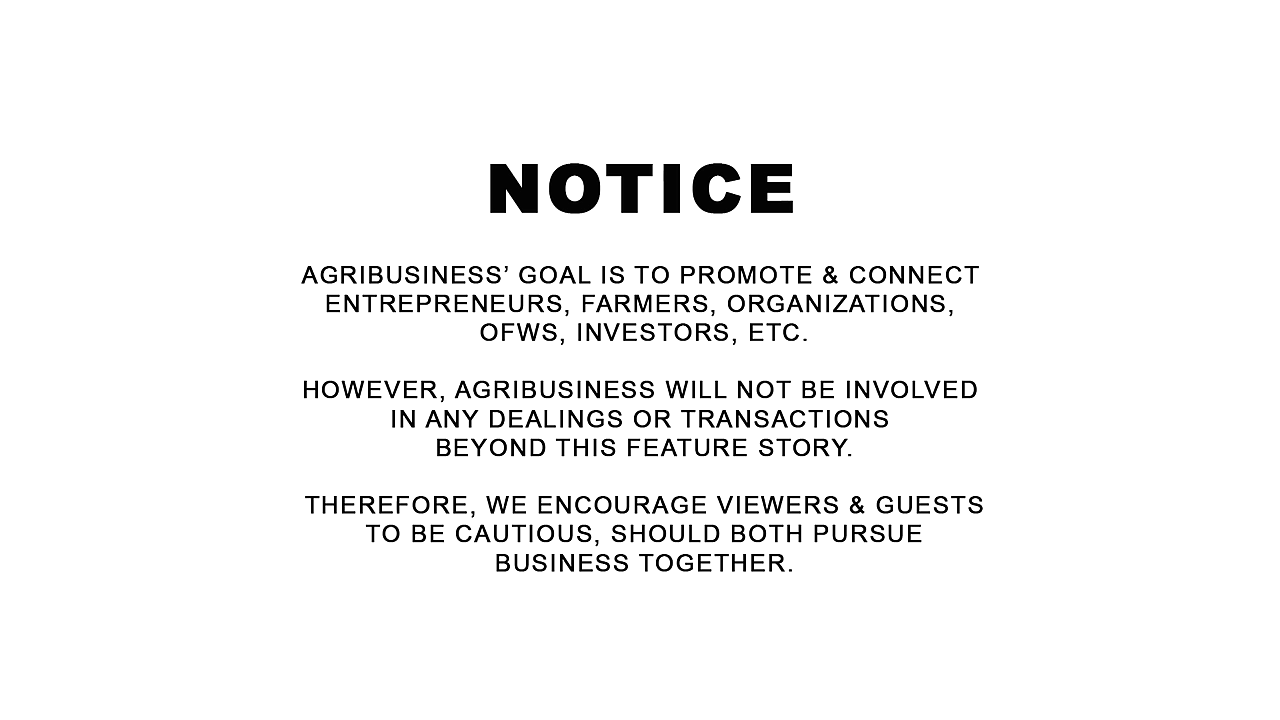 NOTICE
AGRIBUSINESS’ GOAL IS TO PROMOTE & CONNECT
ENTREPRENEURS, FARMERS, ORGANIZATIONS,
OFWS, INVESTORS, ETC.
HOWEVER, AGRIBUSINESS WILL NOT BE INVOLVED
IN ANY DEALINGS OR TRANSACTIONS
BEYOND THIS FEATURE STORY.
THEREFORE, WE ENCOURAGE VIEWERS & GUESTS
TO BE CAUTIOUS, SHOULD BOTH PURSUE
BUSINESS TOGETHER.